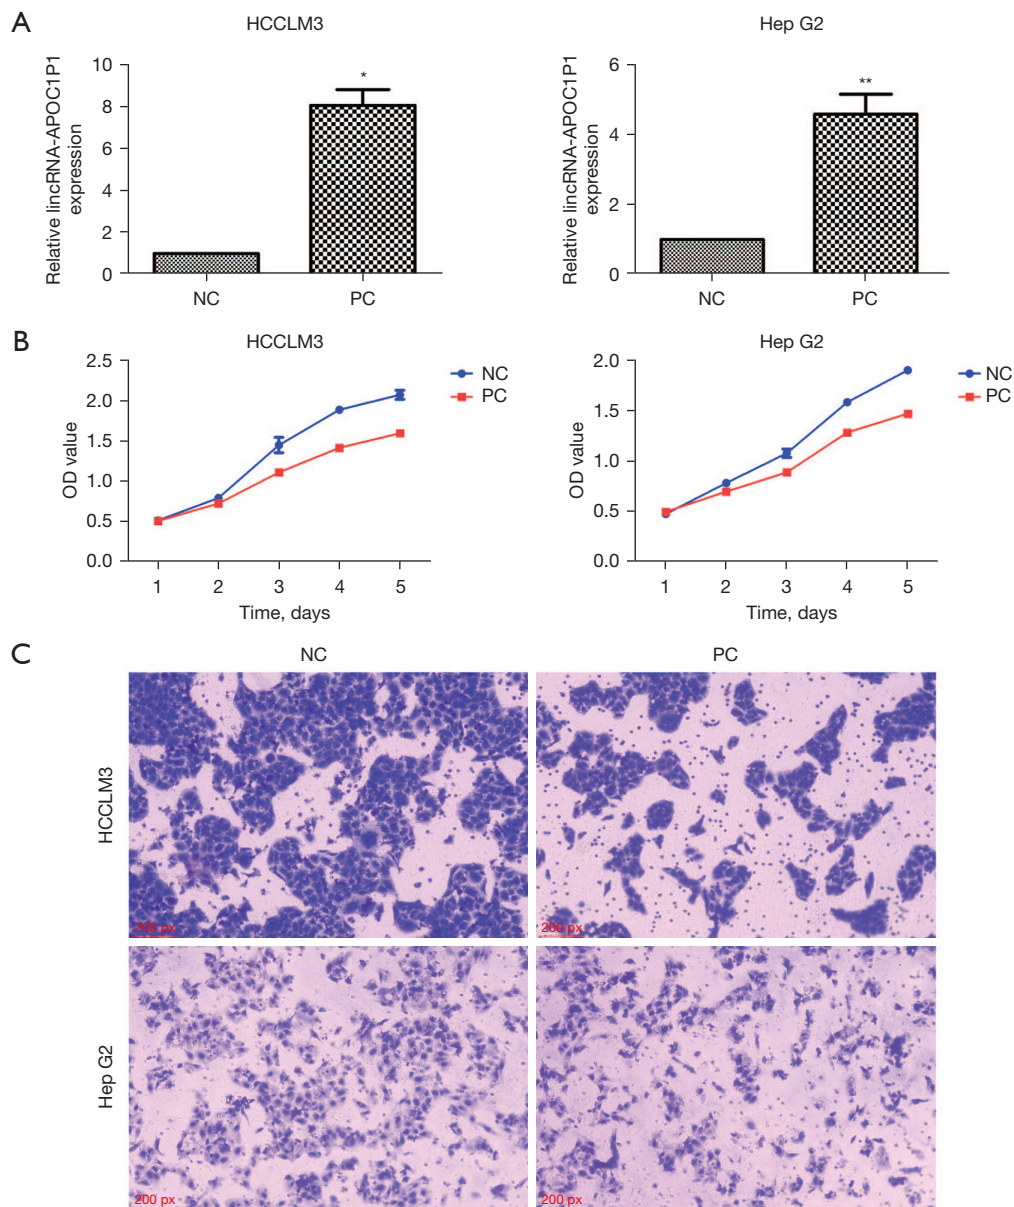 A
HCCLM3
Relative lincRNA-APOC1P1
expression
10
8
6
4
2
0
*
NC
PC
Hep G2
Relative lincRNA-APOC1P1
expression
6
4
2
0
**
NC
PC
B
HCCLM3
OD value
2.5
2.0
1.5
1.0
0.5
0.0
1 2 3 4 5
Time, days
NC
PC
Hep G2
OD value
2.0
1.5
1.0
0.5
0.0
1 2 3 4 5
Time, days
NC
PC
C
NC
PC
HCCLM3
200 px
200 px
Hep G2
200 px
200 px